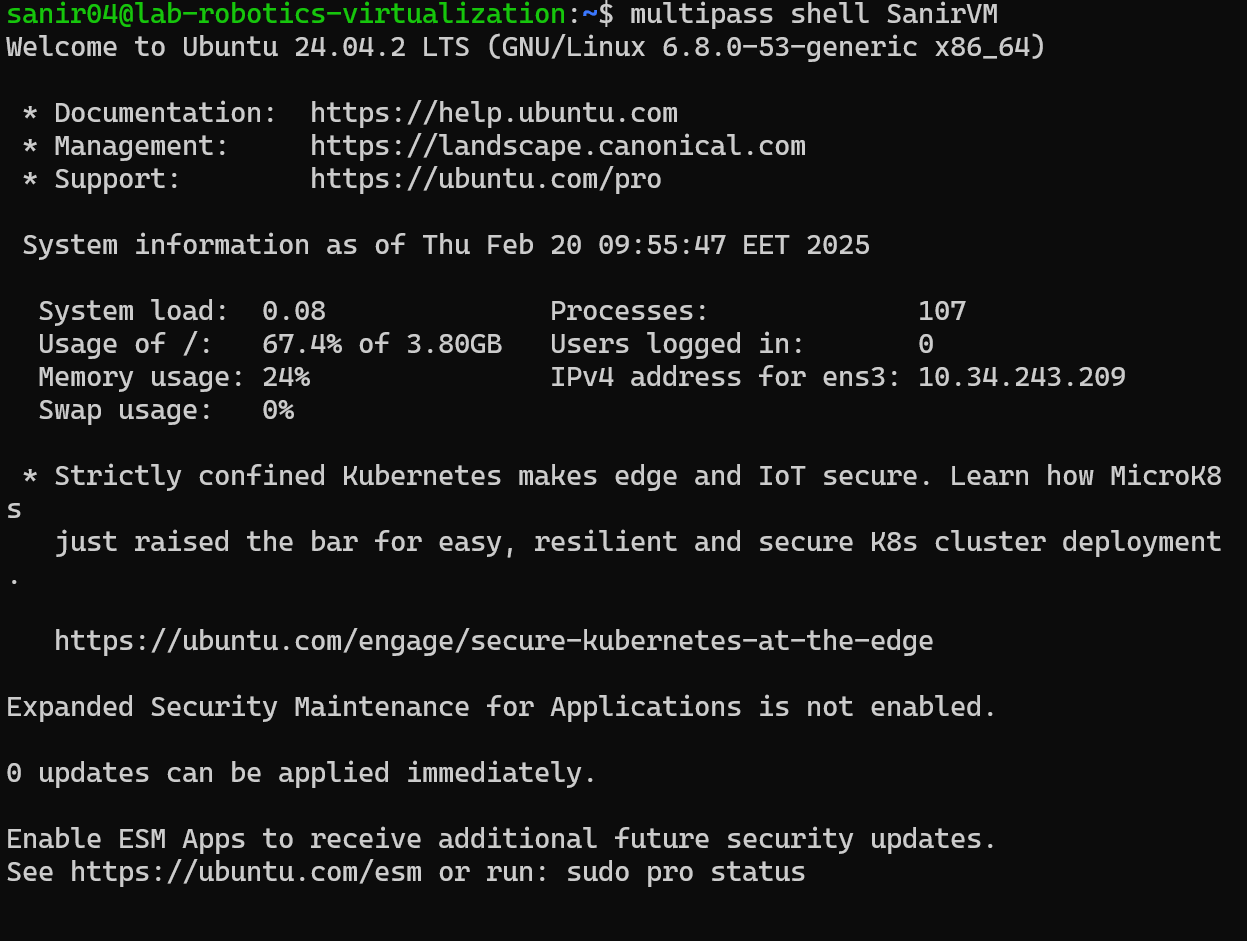 sanir04@lab-robotics-virtualization:~$ multipass shell SanirVM
Welcome to Ubuntu 24.04.2 LTS (GNU/Linux 6.8.0-53-generic x86_64)

 * Documentation:  https://help.ubuntu.com
 * Management:     https://landscape.canonical.com
 * Support:        https://ubuntu.com/pro

 System information as of Thu Feb 20 09:55:47 EET 2025

  System load:  0.08              Processes:             107
  Usage of /:   67.4% of 3.80GB   Users logged in:       0
  Memory usage: 24%               IPv4 address for ens3: 10.34.243.209
  Swap usage:   0%

 * Strictly confined Kubernetes makes edge and IoT secure. Learn how MicroK8
s
   just raised the bar for easy, resilient and secure K8s cluster deployment
.

   https://ubuntu.com/engage/secure-kubernetes-at-the-edge

Expanded Security Maintenance for Applications is not enabled.

0 updates can be applied immediately.

Enable ESM Apps to receive additional future security updates.
See https://ubuntu.com/esm or run: sudo pro status